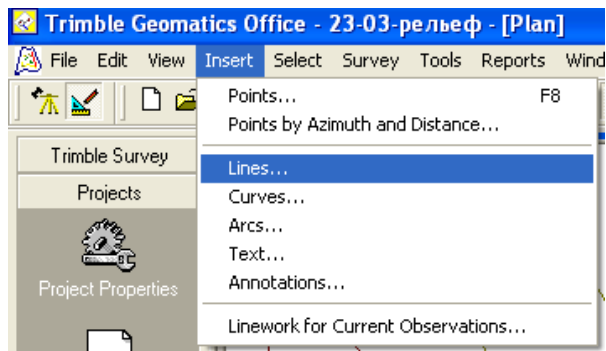 Trimble Geomatics Office - 23-03-рельеф - [Plan]
File Edit View Insert Select Survey Tools Reports Wind
Points... F8
Points by Azimuth and Distance...
Trimble Survey
Lines...
Projects
Curves...
Arcs...
Text...
Project Properties
Annotations...
Linework for Current Observations...